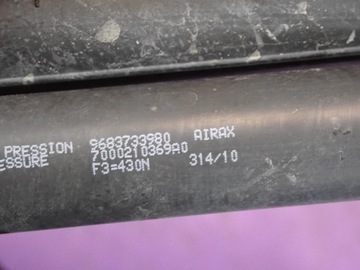 PRESSION 9683733980 AIRAX
ESSURE 7000210369A0
F3=430N 314/10